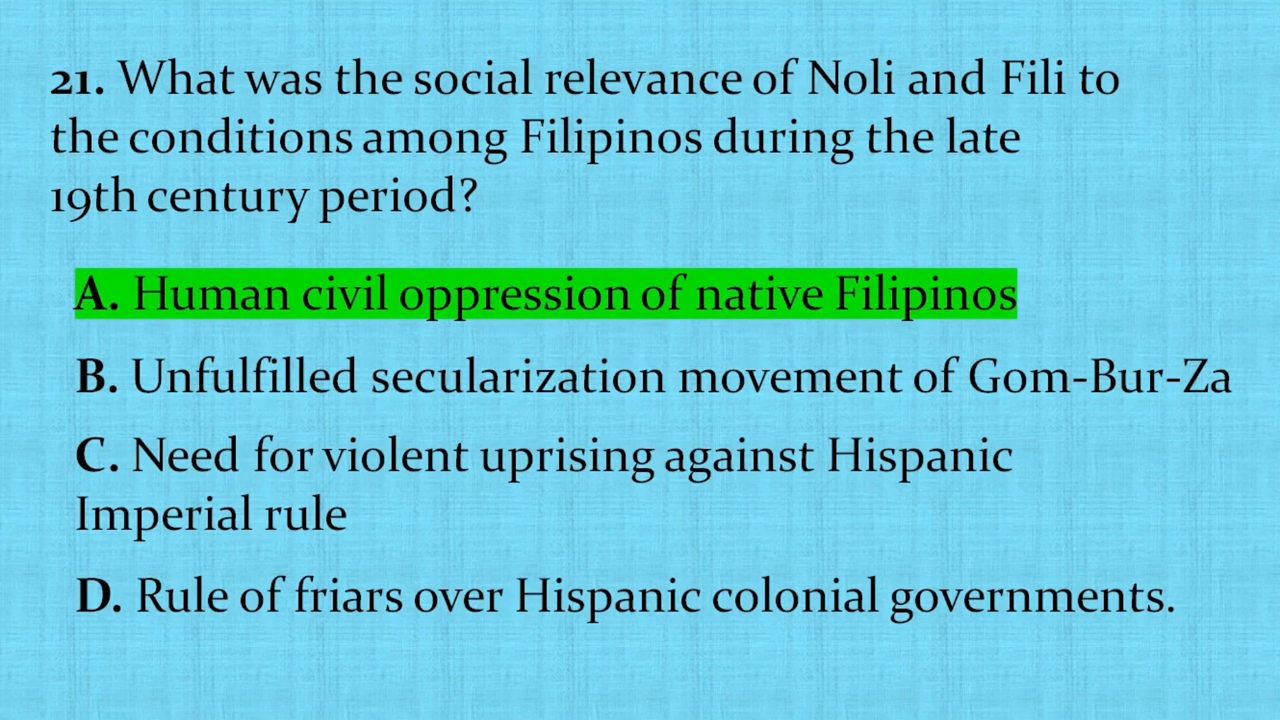 21. What was the social relevance of Noli and Fili to
the conditions among Filipinos during the late
19th century period?
A. Human civil oppression of native Filipinos
B. Unfulfilled secularization movement of Gom-Bur-Za
C. Need for violent uprising against Hispanic
Imperial rule
D. Rule of friars over Hispanic colonial governments.